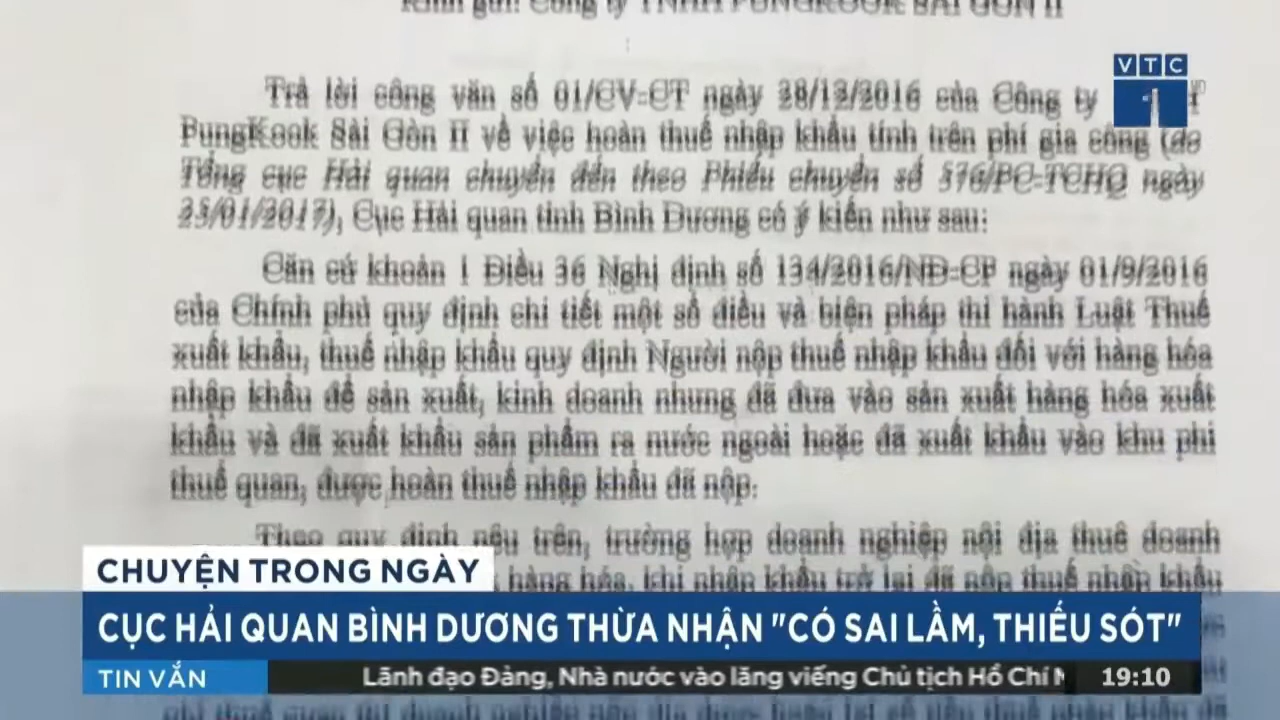 Kính gửi: Công ty TNHH PUNGKOOK SÀI GÒN II
VTC
1
Trả lời công văn số 01/CV-CT ngày 28/12/2016 của Công ty
PungKook Sài Gòn II về việc hoàn thuế nhập khẩu tính trên phí gia công (do
Tổng cục Hải quan chuyển đến theo Phiếu chuyển số 576/PC-TCHQ ngày
25/01/2017), Cục Hải quan tỉnh Bình Dương có ý kiến như sau:
Căn cứ khoản 1 Điều 36 Nghị định số 134/2016/NĐ-CP ngày 01/9/2016
của Chính phủ quy định chi tiết một số điều và biện pháp thi hành Luật Thuế
xuất khẩu, thuế nhập khẩu quy định Người nộp thuế nhập khẩu đối với hàng hóa
nhập khẩu để sản xuất, kinh doanh nhưng đã đưa vào sản xuất hàng hóa xuất
khẩu và đã xuất khẩu sản phẩm ra nước ngoài hoặc đã xuất khẩu vào khu phi
thuế quan, được hoàn thuế nhập khẩu đã nộp.
Theo quy định nêu trên, trường hợp doanh nghiệp nội địa thuê doanh
hàng hóa, khi nhập khẩu trở lại đã nộp thuế nhập khẩu
CHUYỆN TRONG NGÀY
CỤC HẢI QUAN BÌNH DƯƠNG THỪA NHẬN "CÓ SAI LẦM, THIẾU SÓT"
TIN VẮN
Lãnh đạo Đảng, Nhà nước vào lăng viếng Chủ tịch Hồ Chí
19:10